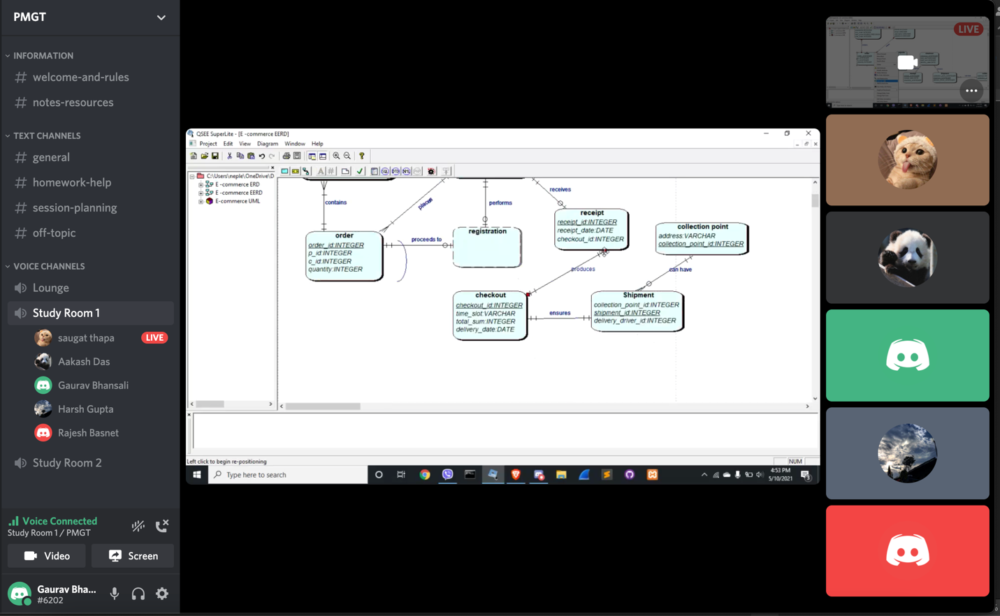 PMGT
INFORMATION
# welcome-and-rules
# notes-resources
TEXT CHANNELS
# general
# homework-help
# session-planning
# off-topic
VOICE CHANNELS
Lounge
Study Room 1
saugat thapa LIVE
Aakash Das
Gaurav Bhansali
Harsh Gupta
Rajesh Basnet
Study Room 2
Voice Connected
Study Room 1 / PMGT
Video Screen
Gaurav Bha...
#6202
QSEE SuperLite - [E -commerce EERD]
Project Edit View Diagram Window Help
C:\Users\neple\OneDrive\D
E -commerce ERD
E -commerce EERD
E-commerce UML
contains
places
performs
receives
order
order_id:INTEGER
p_id:INTEGER
c_id:INTEGER
quantity:INTEGER
proceeds to
registration
receipt
receipt_id:INTEGER
receipt_date:DATE
checkout_id:INTEGER
collection point
address:VARCHAR
collection_point_id:INTEGER
produces
can have
checkout
checkout_id:INTEGER
time_slot:VARCHAR
total_sum:INTEGER
delivery_date:DATE
ensures
Shipment
collection_point_id:INTEGER
shipment_id:INTEGER
delivery_driver_id:INTEGER
Left click to begin re-positioning
NUM
Type here to search
4:53 PM
5/10/2021
3
LIVE